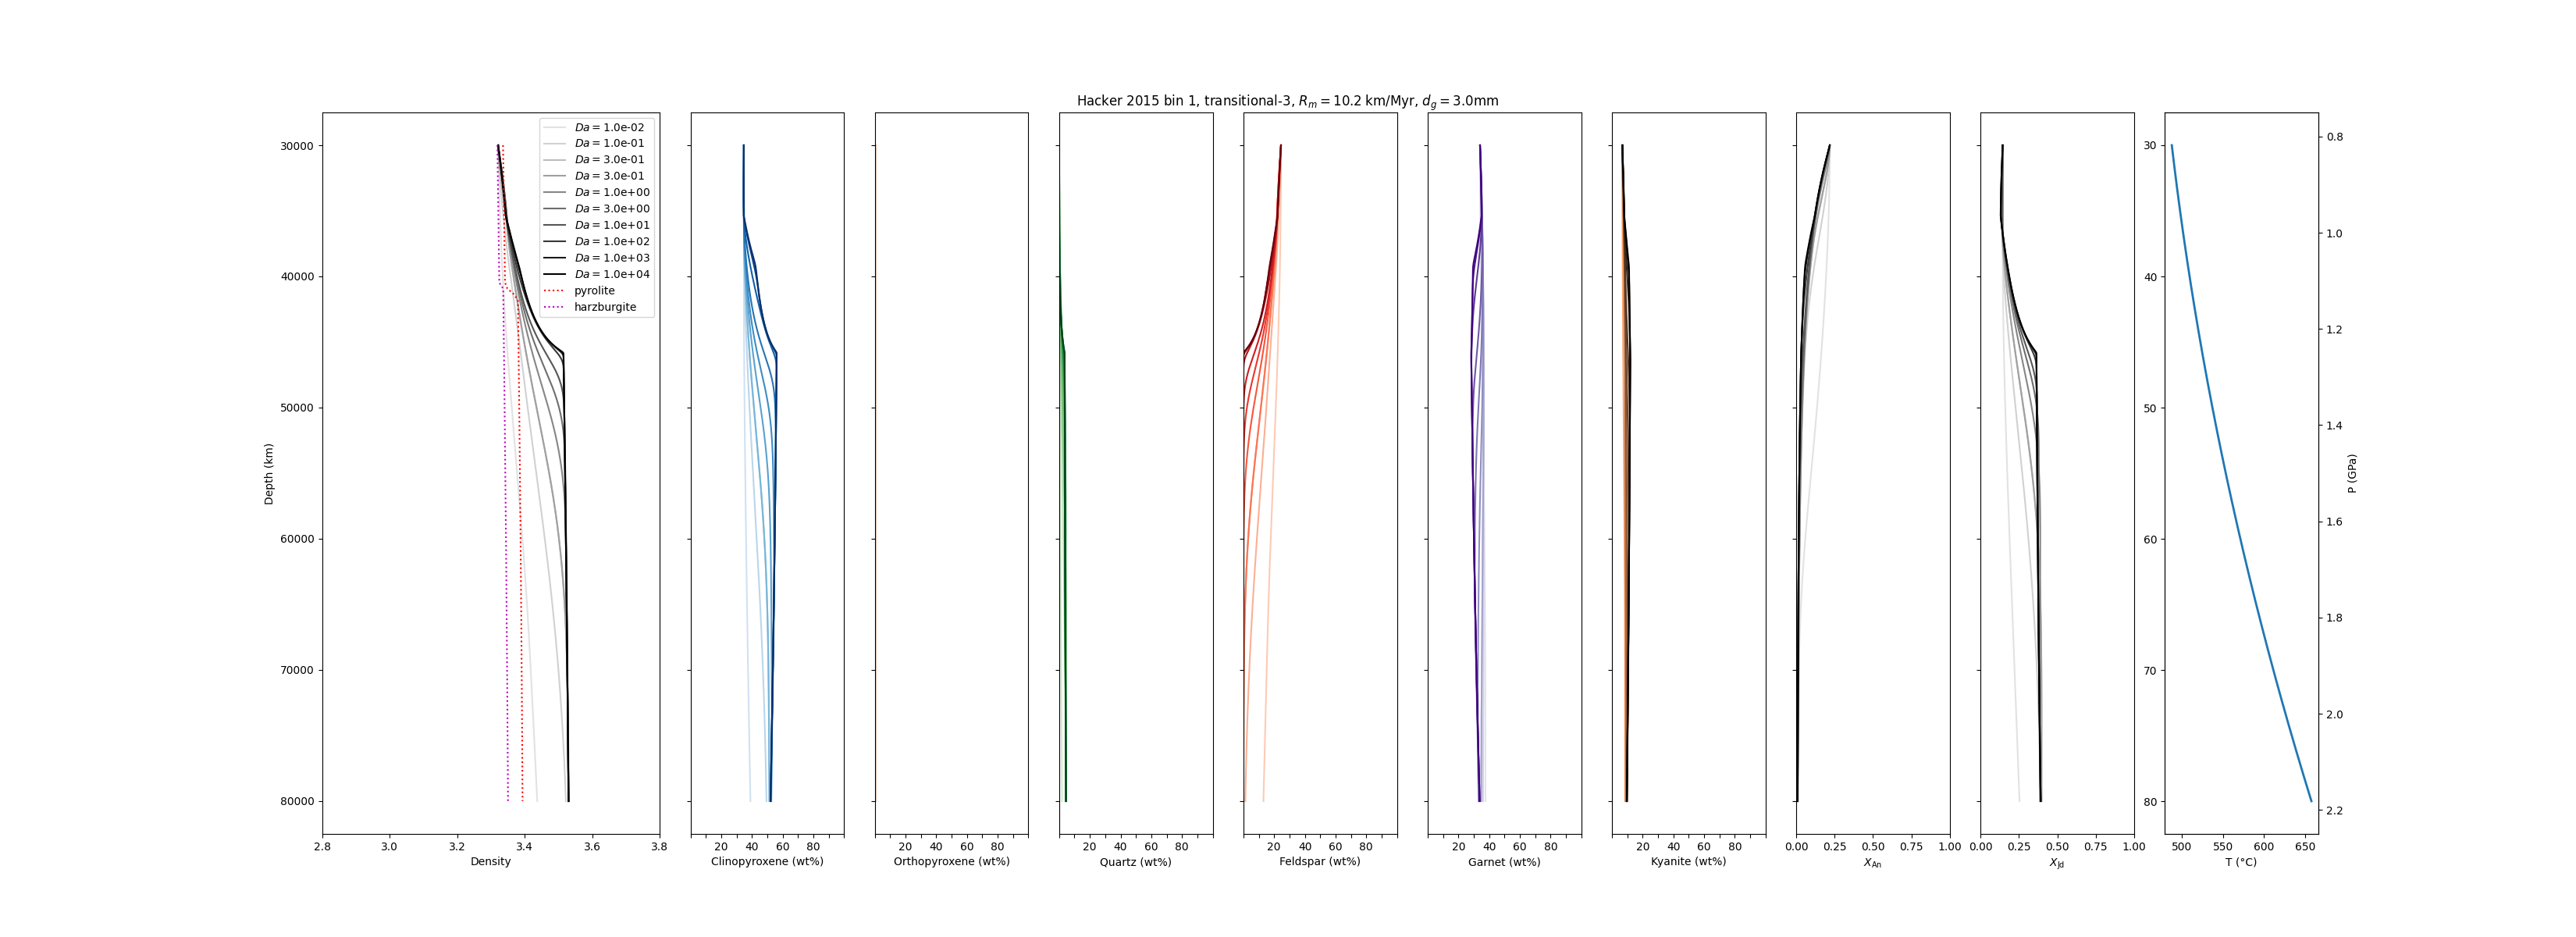 Hacker 2015 bin 1, transitional-3, R_m = 10.2 km/Myr, d_g = 3.0mm
Da = 1.0e-02
Da = 1.0e-01
Da = 3.0e-01
Da = 3.0e-01
Da = 1.0e+00
Da = 3.0e+00
Da = 1.0e+01
Da = 1.0e+02
Da = 1.0e+03
Da = 1.0e+04
pyrolite
harzburgite
Depth (km)
30000
40000
50000
60000
70000
80000
2.8 3.0 3.2 3.4 3.6 3.8
Density
20 40 60 80
Clinopyroxene (wt%)
20 40 60 80
Orthopyroxene (wt%)
20 40 60 80
Quartz (wt%)
20 40 60 80
Feldspar (wt%)
20 40 60 80
Garnet (wt%)
20 40 60 80
Kyanite (wt%)
0.00 0.25 0.50 0.75 1.00
X_An
0.00 0.25 0.50 0.75 1.00
X_Jd
30
40
50
60
70
80
500 550 600 650
T (°C)
0.8
1.0
1.2
1.4
1.6
1.8
2.0
2.2
P (GPa)